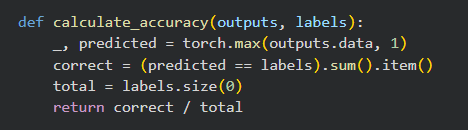 def calculate_accuracy(outputs, labels):
    _, predicted = torch.max(outputs.data, 1)
    correct = (predicted == labels).sum().item()
    total = labels.size(0)
    return correct / total